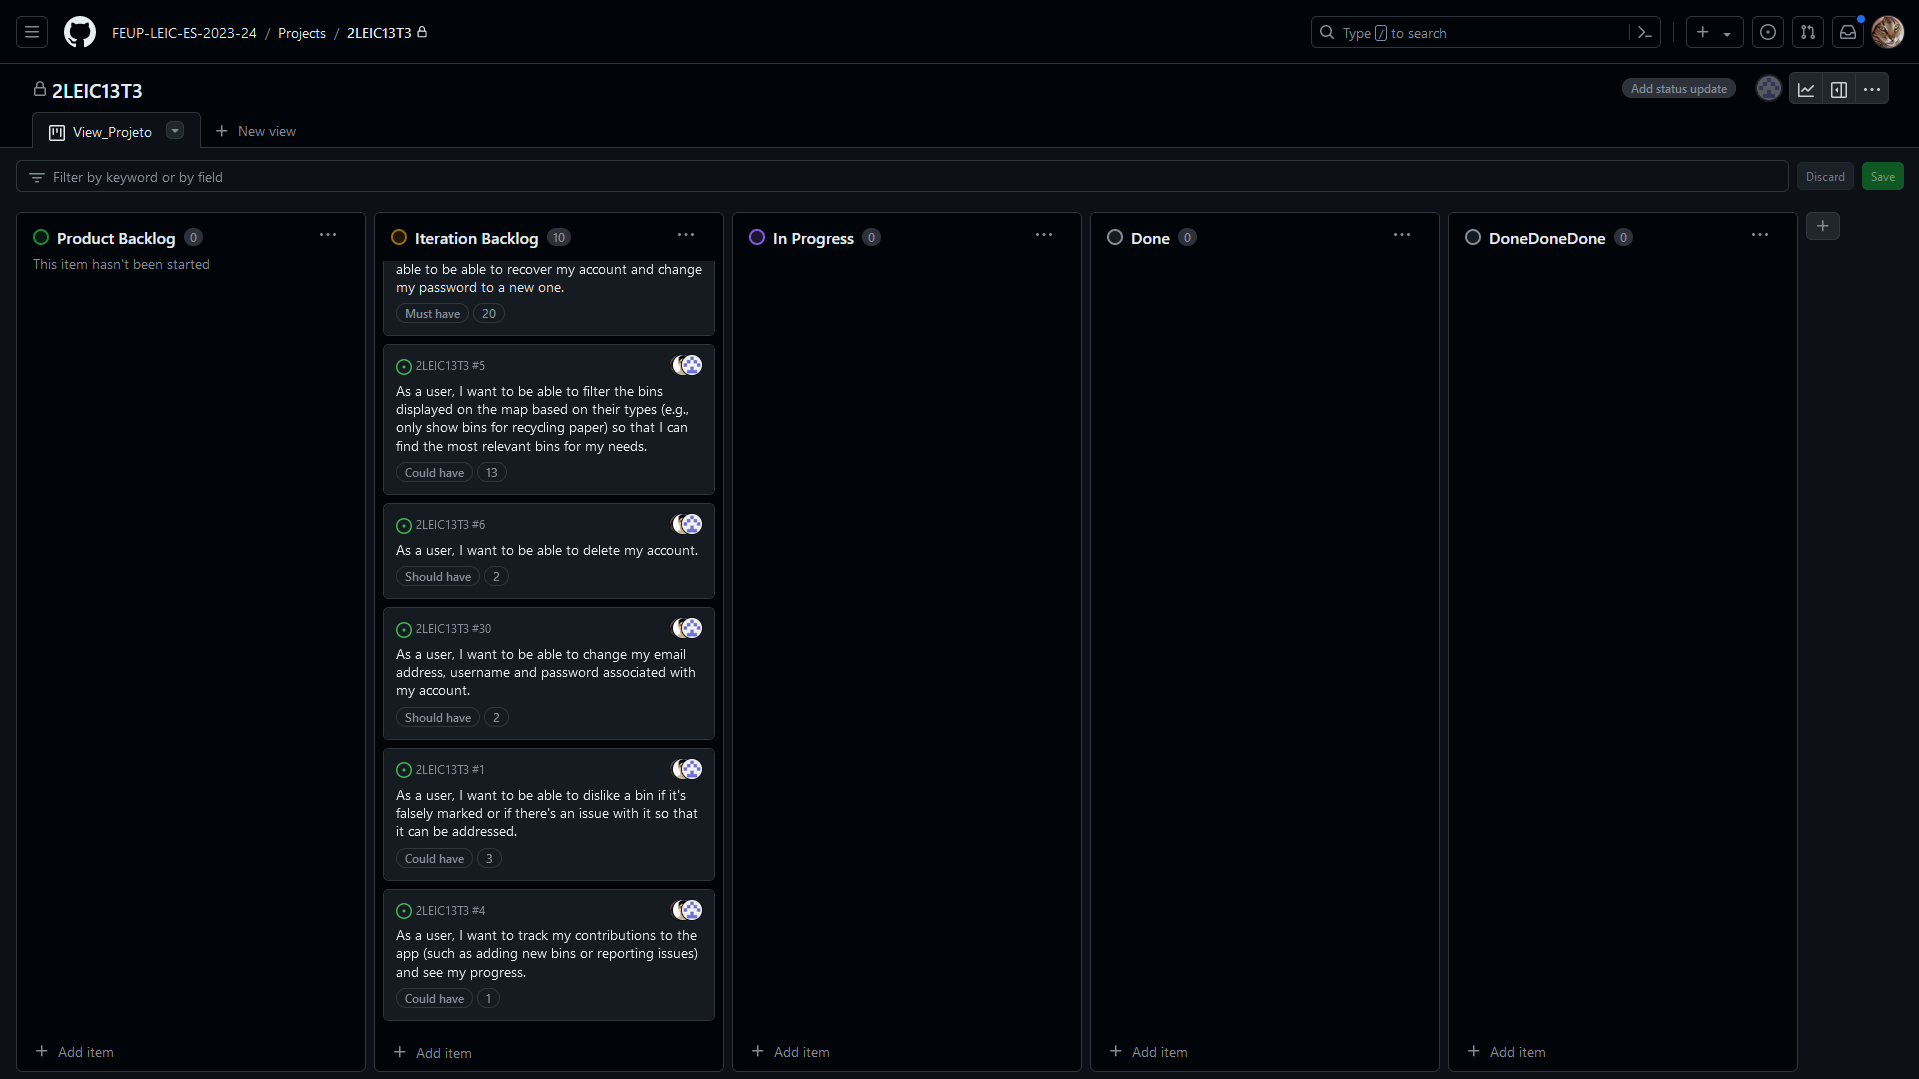 FEUP-LEIC-ES-2023-24 / Projects / 2LEIC13T3
Type / to search
2LEIC13T3
Add status update
View_Projeto
New view
Filter by keyword or by field
Discard
Save
Product Backlog 0
This item hasn't been started
Add item
Iteration Backlog 10
able to be able to recover my account and change
my password to a new one.
Must have 20
2LEIC13T3 #5
As a user, I want to be able to filter the bins
displayed on the map based on their types (e.g.,
only show bins for recycling paper) so that I can
find the most relevant bins for my needs.
Could have 13
2LEIC13T3 #6
As a user, I want to be able to delete my account.
Should have 2
2LEIC13T3 #30
As a user, I want to be able to change my email
address, username and password associated with
my account.
Should have 2
2LEIC13T3 #1
As a user, I want to be able to dislike a bin if it's
falsely marked or if there's an issue with it so that
it can be addressed.
Could have 3
2LEIC13T3 #4
As a user, I want to track my contributions to the
app (such as adding new bins or reporting issues)
and see my progress.
Could have 1
Add item
In Progress 0
Add item
Done 0
Add item
DoneDoneDone 0
Add item